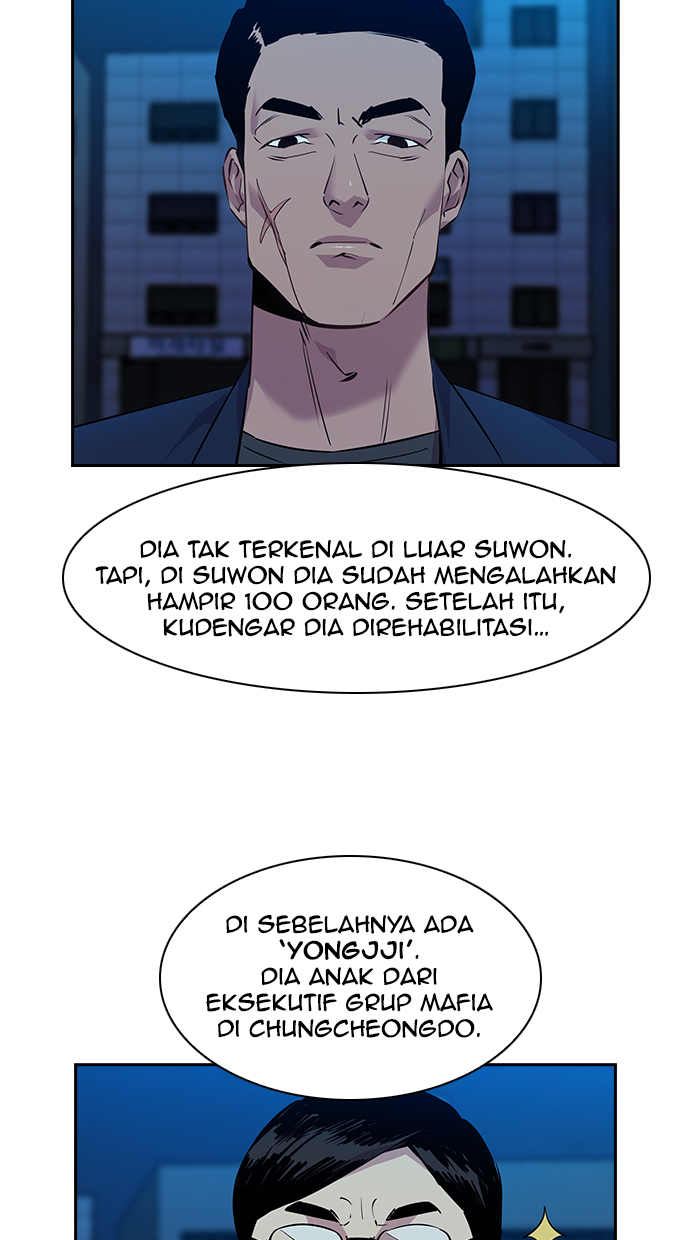 DIA TAK TERKENAL DI LUAR SUWON.
TAPI, DI SUWON DIA SUDAH MENGALAHKAN
HAMPIR 100 ORANG. SETELAH ITU,
KUDENGAR DIA DIREHABILITASI...
DI SEBELAHNYA ADA
'YONGJJI'.
DIA ANAK DARI
EKSEKUTIF GRUP MAFIA
DI CHUNGCHEONGDO.